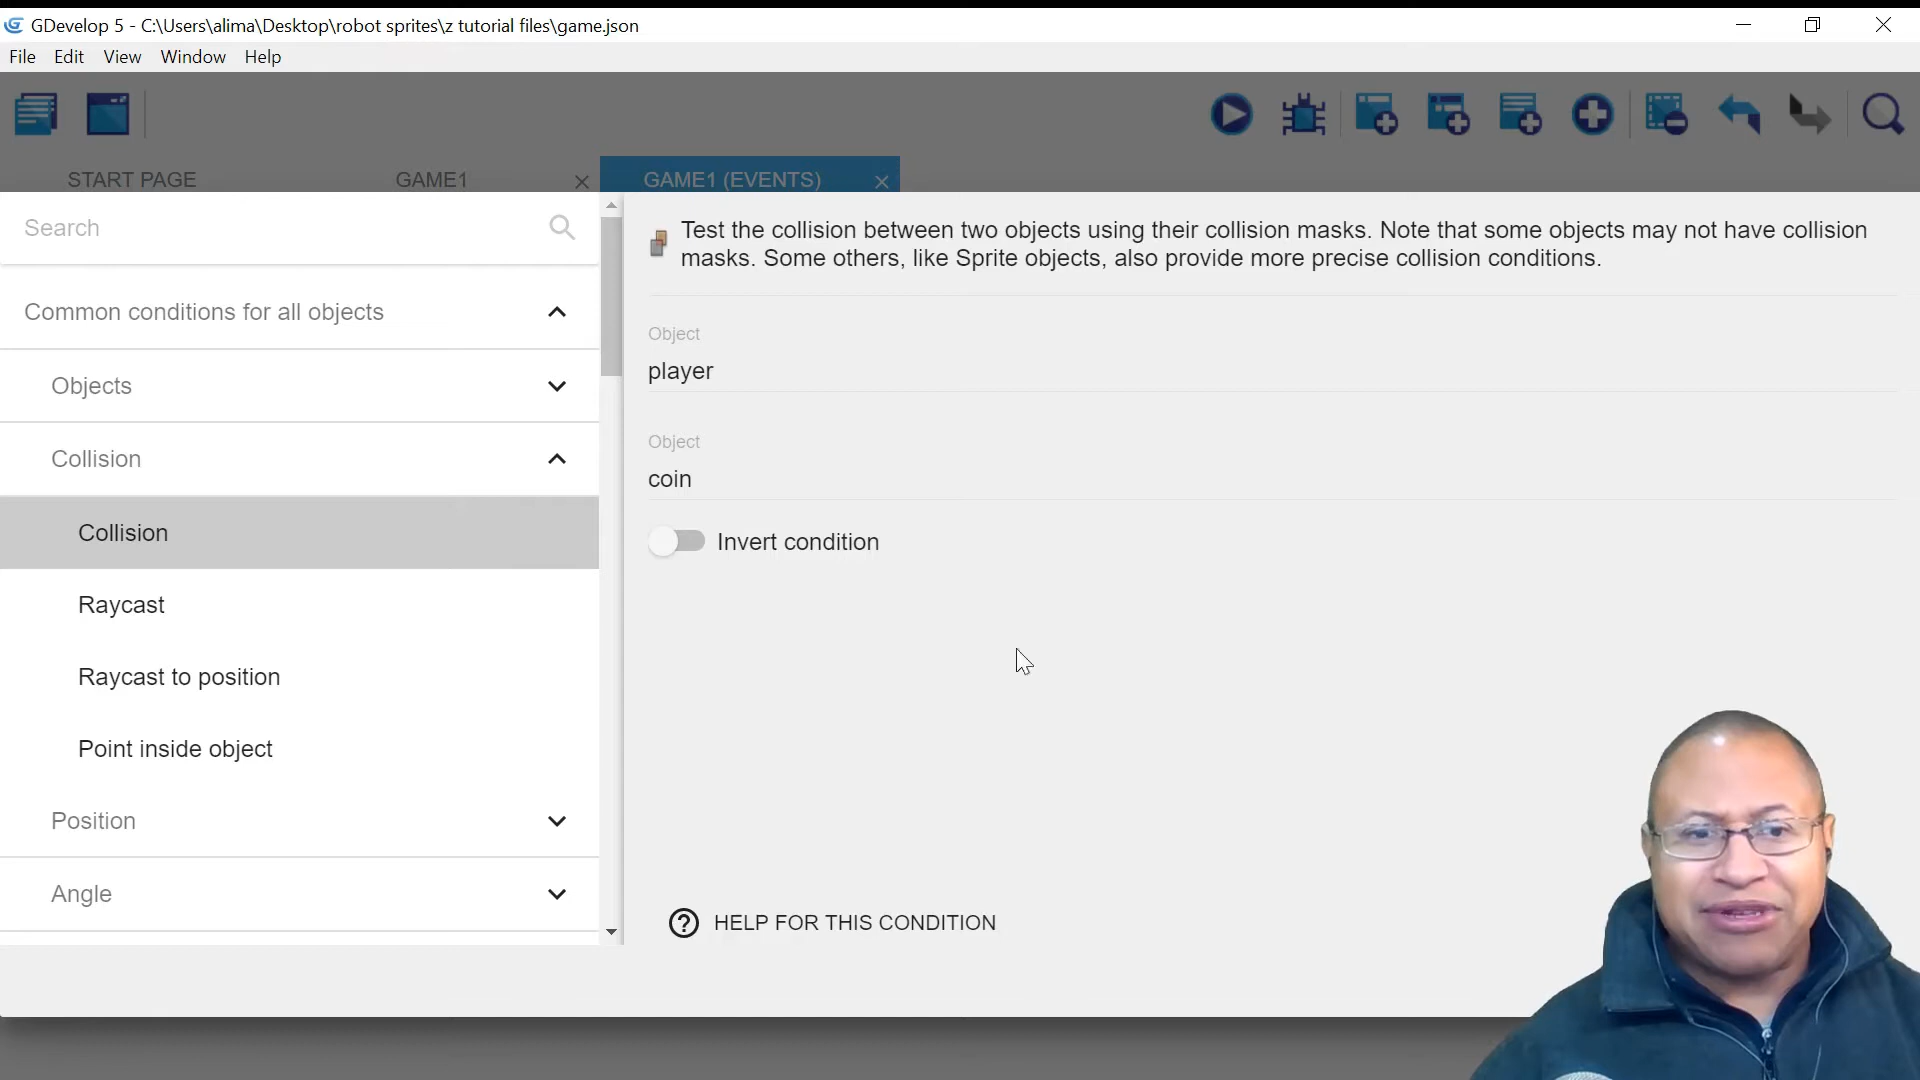 GDevelop 5 - C:\Users\alima\Desktop\robot sprites\z tutorial files\game.json
File Edit View Window Help
START PAGE GAME1 GAME1 (EVENTS)
Search
Common conditions for all objects
Objects
Collision
Collision
Raycast
Raycast to position
Point inside object
Position
Angle
Test the collision between two objects using their collision masks. Note that some objects may not have collision
masks. Some others, like Sprite objects, also provide more precise collision conditions.
Object
player
Object
coin
Invert condition
HELP FOR THIS CONDITION